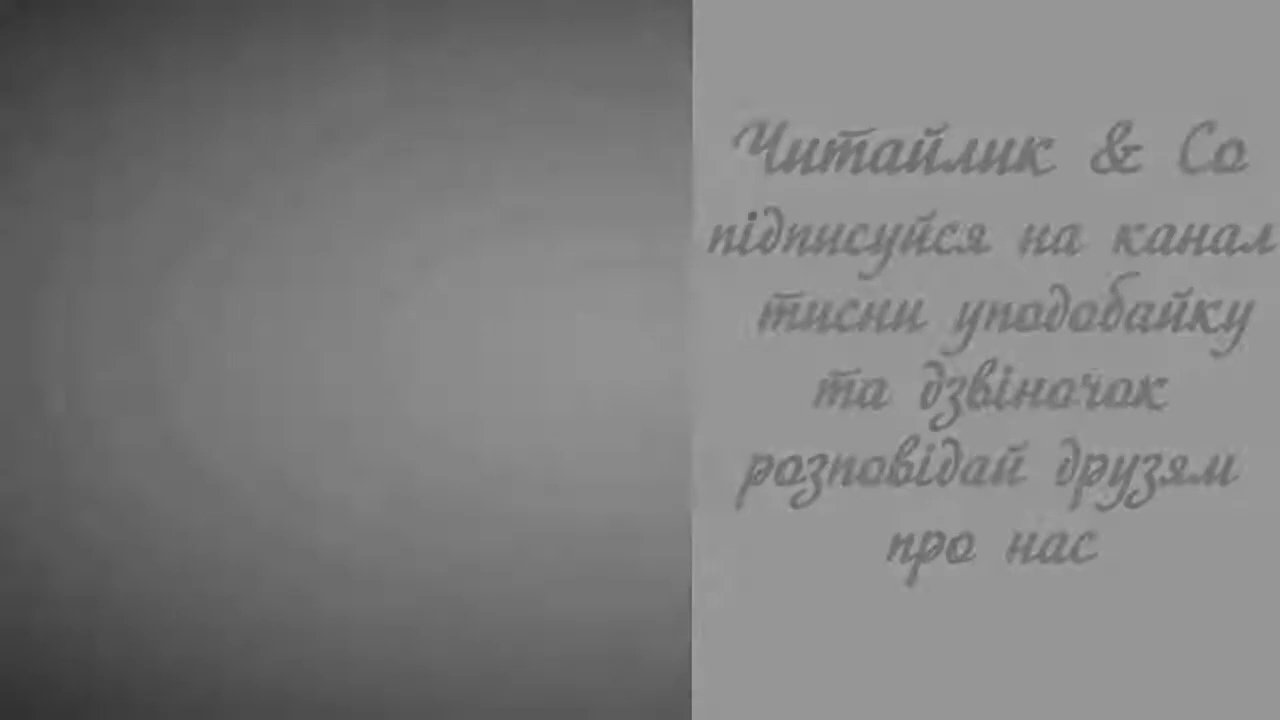 Читайлик & Co
підписуйся на канал
тисни уподобайку
та дзвіночок
розповідай друзям
про нас